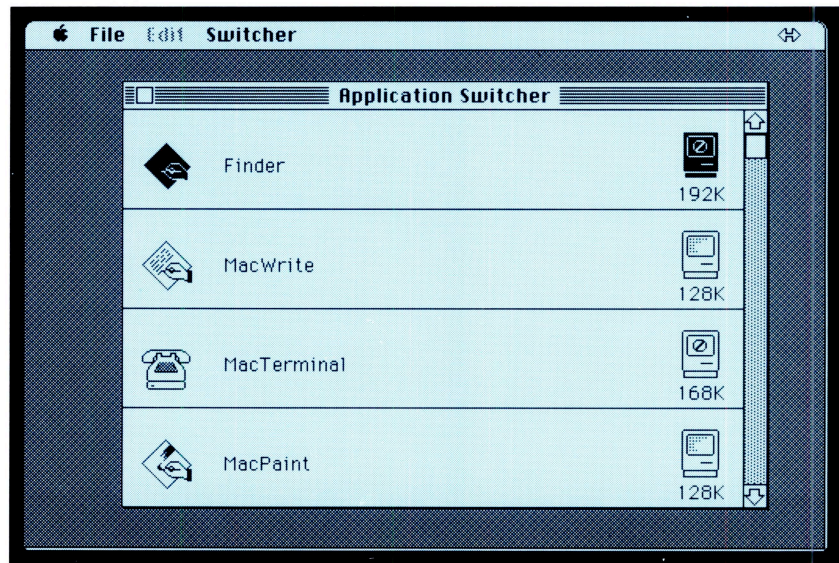 File Edit Switcher
Application Switcher
Finder
192K
MacWrite
128K
MacTerminal
168K
MacPaint
128K